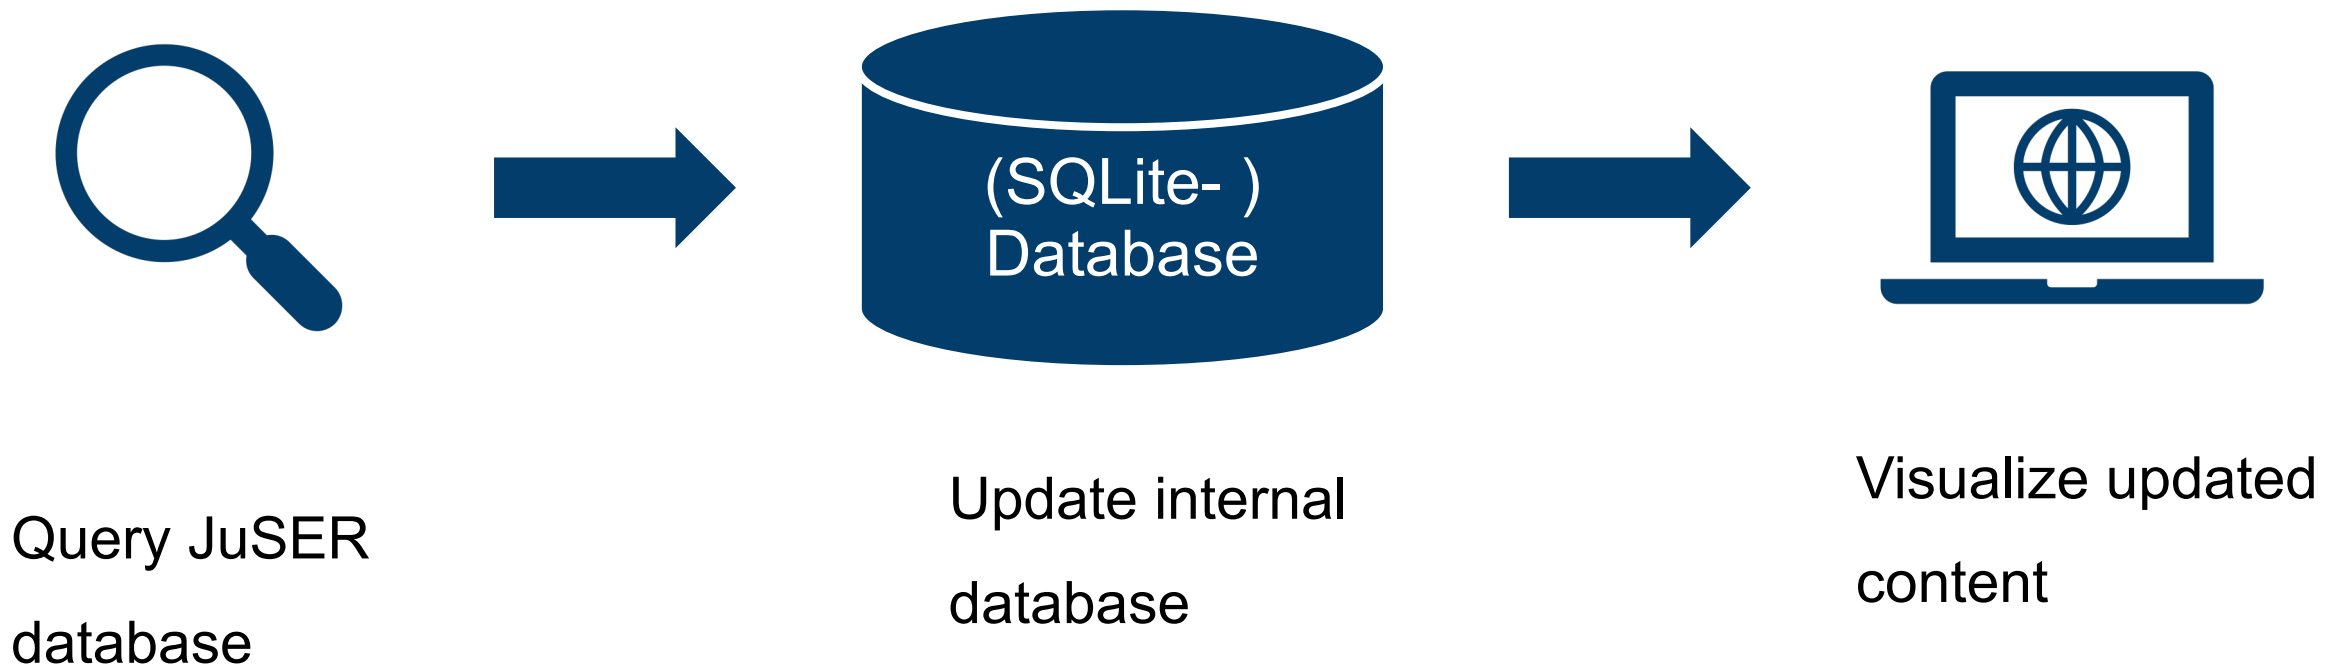 (SQLite- )
Database
Query JuSER
database
Update internal
database
Visualize updated
content